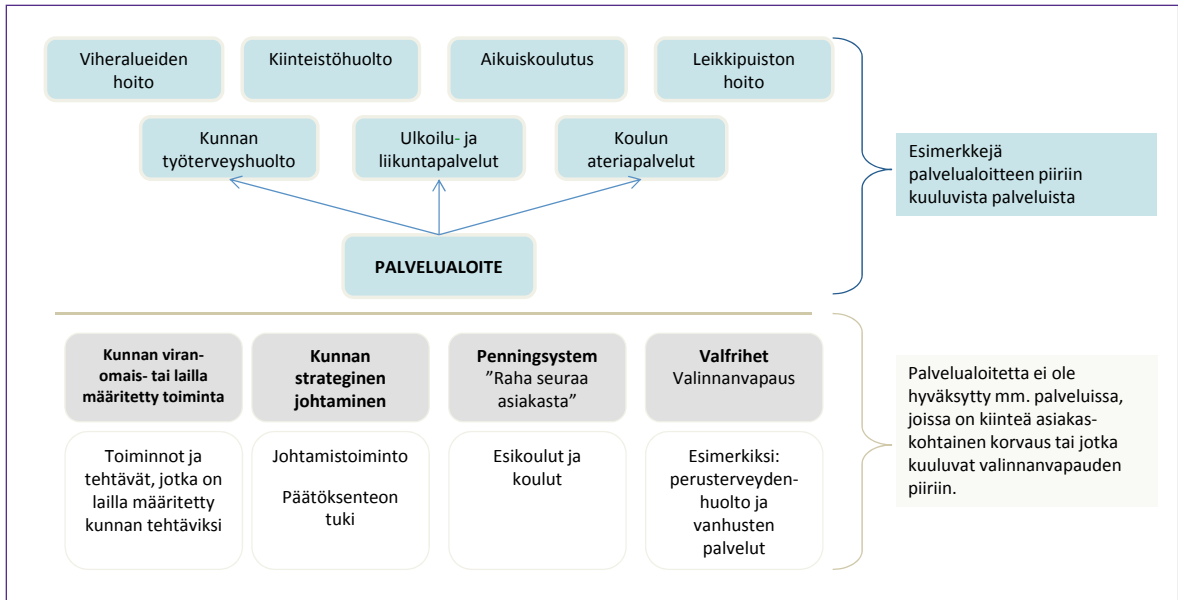 Viheralueiden
hoito
Kiinteistöhuolto
Aikuiskoulutus
Leikkipuiston
hoito
Kunnan
työterveyshuolto
Ulkoilu- ja
liikuntapalvelut
Koulun
ateriapalvelut
PALVELUALOITE
Esimerkkejä
palvelualoitteen piiriin
kuuluvista palveluista
Kunnan viran-
omais- tai lailla
määritetty toiminta
Kunnan
strateginen
johtaminen
Penningsystem
”Raha seuraa
asiakasta”
Valfrihet
Valinnanvapaus
Toiminnot ja
tehtävät, jotka on
lailla määritetty
kunnan tehtäviksi
Johtamistoiminto
Päätöksenteon
tuki
Esikoulut ja
koulut
Esimerkiksi:
perusterveyden-
huolto ja
vanhusten
palvelut
Palvelualoitetta ei ole
hyväksytty mm. palveluissa,
joissa on kiinteä asiakas-
kohtainen korvaus tai jotka
kuuluvat valinnanvapauden
piiriin.